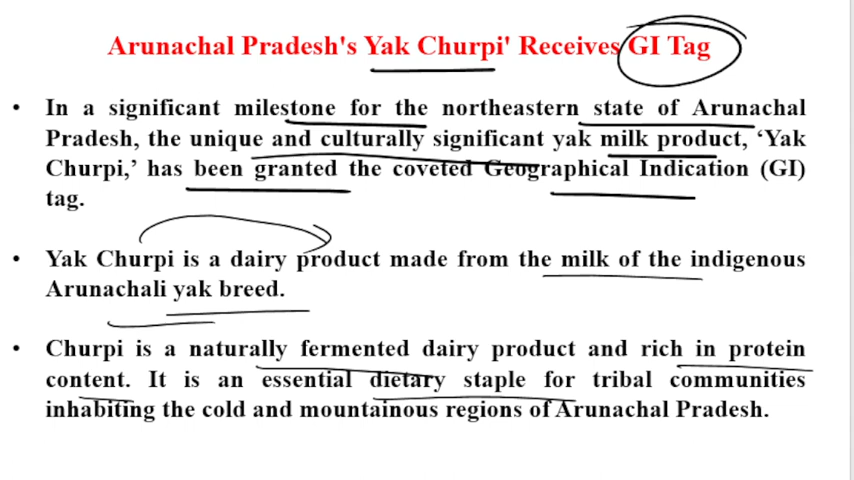 Arunachal Pradesh's Yak Churpi' Receives GI Tag
• In a significant milestone for the northeastern state of Arunachal
Pradesh, the unique and culturally significant yak milk product, ‘Yak
Churpi,’ has been granted the coveted Geographical Indication (GI)
tag.
• Yak Churpi is a dairy product made from the milk of the indigenous
Arunachali yak breed.
• Churpi is a naturally fermented dairy product and rich in protein
content. It is an essential dietary staple for tribal communities
inhabiting the cold and mountainous regions of Arunachal Pradesh.